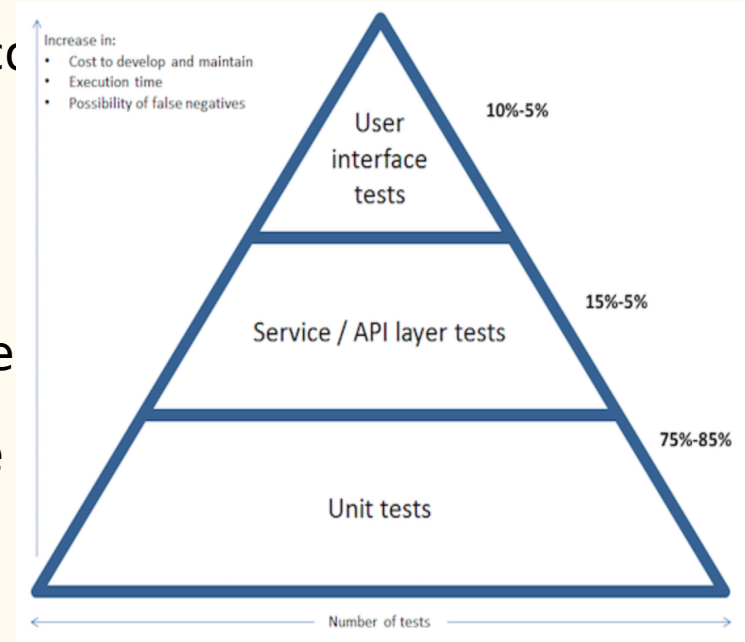 Increase in:
• Cost to develop and maintain
• Execution time
• Possibility of false negatives
User
interface
tests
10%-5%
Service / API layer tests
15%-5%
Unit tests
75%-85%
Number of tests